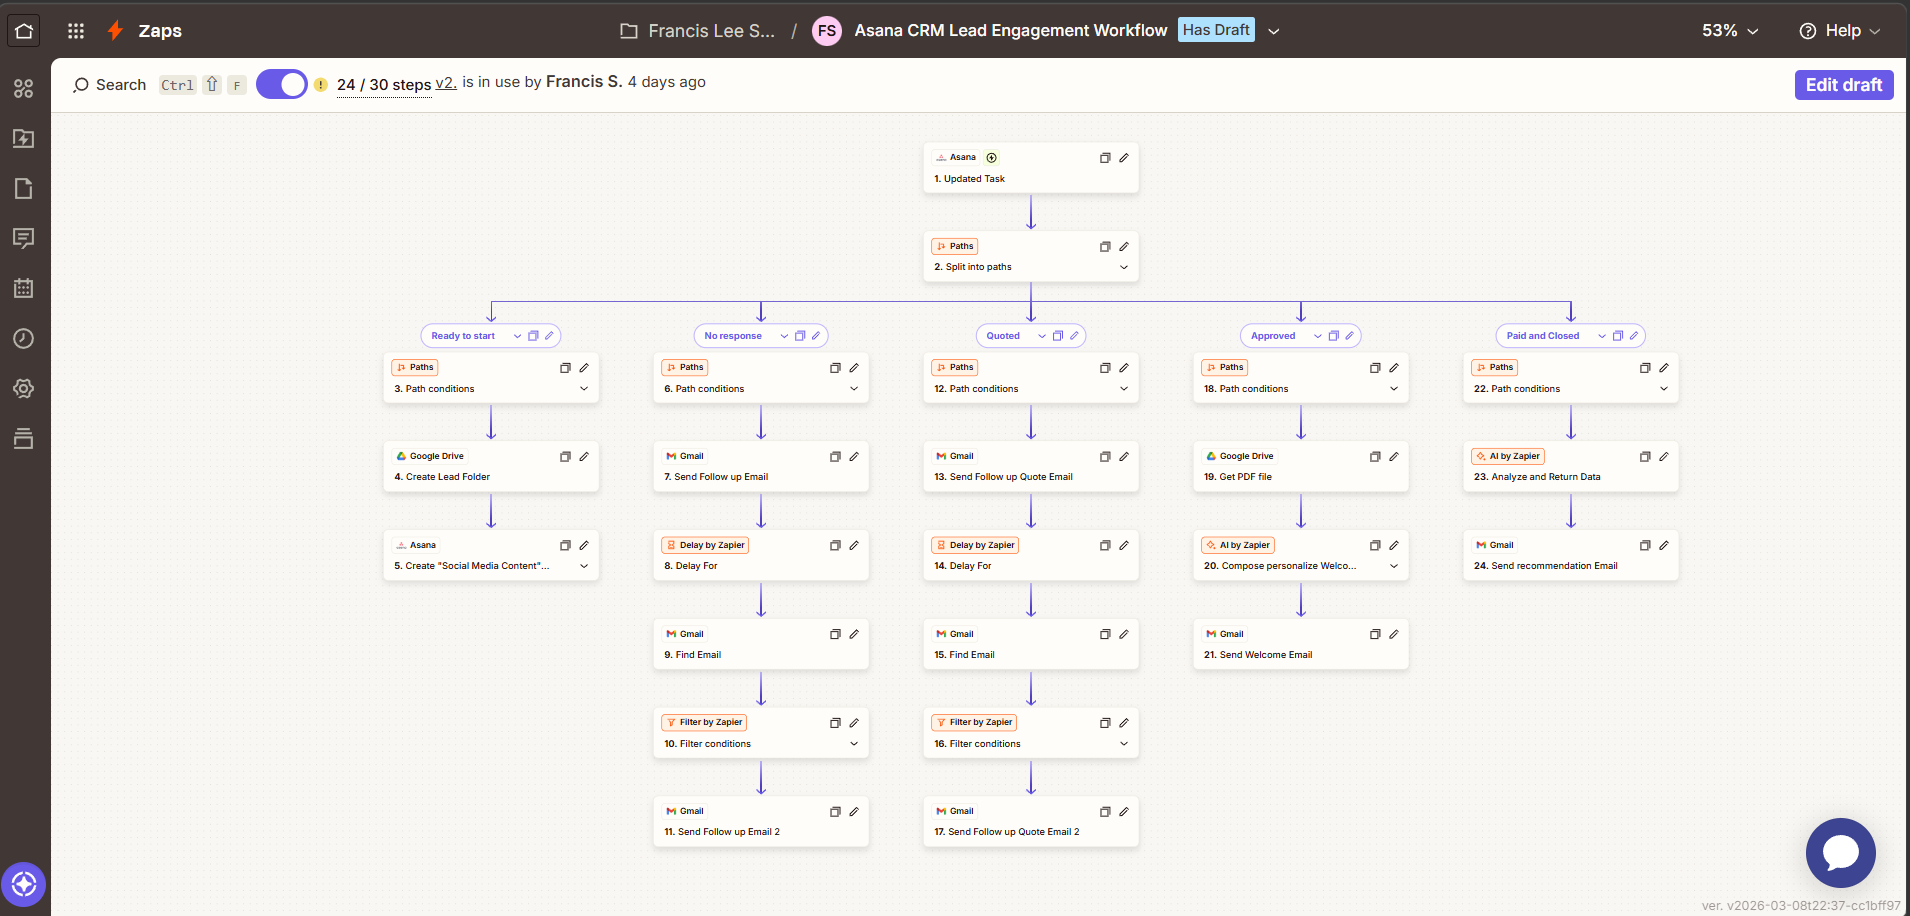 Zaps
Francis Lee S... / FS Asana CRM Lead Engagement Workflow Has Draft
53%
Help
Search Ctrl ⇧ F
24 / 30 steps v2. is in use by Francis S. 4 days ago
Edit draft
Asana
1. Updated Task
Paths
2. Split into paths
Ready to start
Paths
3. Path conditions
Google Drive
4. Create Lead Folder
Asana
5. Create "Social Media Content"...
No response
Paths
6. Path conditions
Gmail
7. Send Follow up Email
Delay by Zapier
8. Delay For
Gmail
9. Find Email
Filter by Zapier
10. Filter conditions
Gmail
11. Send Follow up Email 2
Quoted
Paths
12. Path conditions
Gmail
13. Send Follow up Quote Email
Delay by Zapier
14. Delay For
Gmail
15. Find Email
Filter by Zapier
16. Filter conditions
Gmail
17. Send Follow up Quote Email 2
Approved
Paths
18. Path conditions
Google Drive
19. Get PDF file
AI by Zapier
20. Compose personalize Welco...
Gmail
21. Send Welcome Email
Paid and Closed
Paths
22. Path conditions
AI by Zapier
23. Analyze and Return Data
Gmail
24. Send recommendation Email
ver. v2026-03-08t22:37-cc1bff97